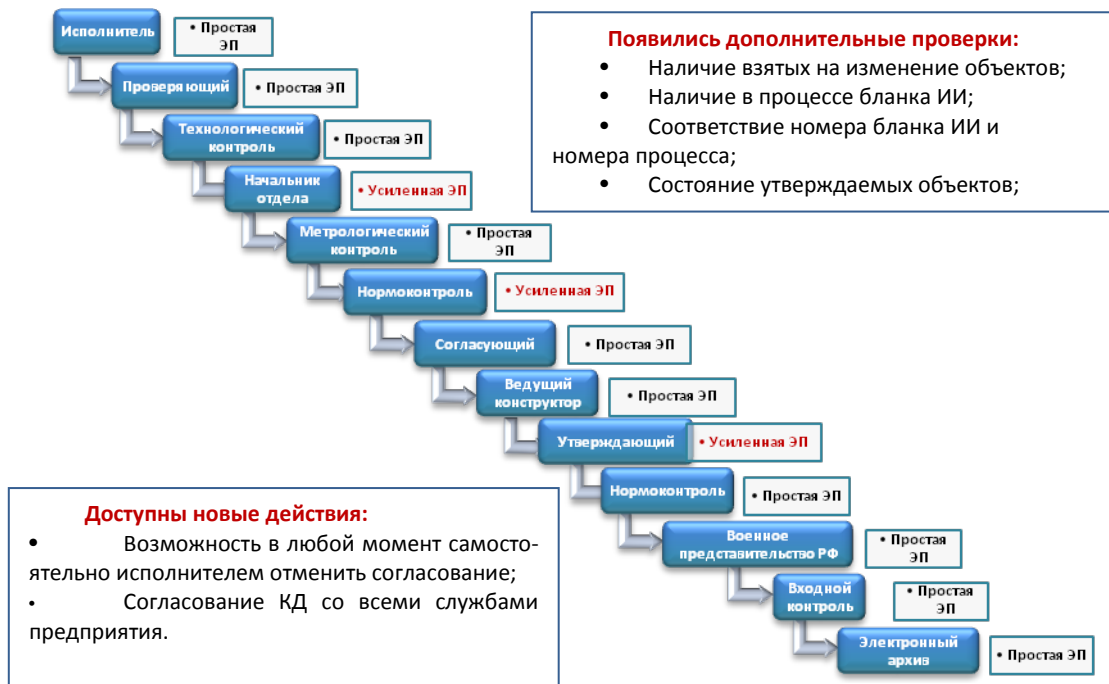 Исполнитель
• Простая
ЭП
Проверяющий
• Простая ЭП
Технологический
контроль
• Простая ЭП
Начальник
отдела
• Усиленная ЭП
Метрологический
контроль
• Простая
ЭП
Нормоконтроль
• Усиленная ЭП
Согласующий
• Простая ЭП
Ведущий
конструктор
• Простая ЭП
Утверждающий
• Усиленная ЭП
Нормоконтроль
• Простая ЭП
Военное
представительство РФ
• Простая
ЭП
Входной
контроль
• Простая
ЭП
Электронный
архив
• Простая ЭП
Появились дополнительные проверки:
• Наличие взятых на изменение объектов;
• Наличие в процессе бланка ИИ;
• Соответствие номера бланка ИИ и
номера процесса;
• Состояние утверждаемых объектов;
Доступны новые действия:
• Возможность в любой момент самосто-
ятельно исполнителем отменить согласование;
• Согласование КД со всеми службами
предприятия.